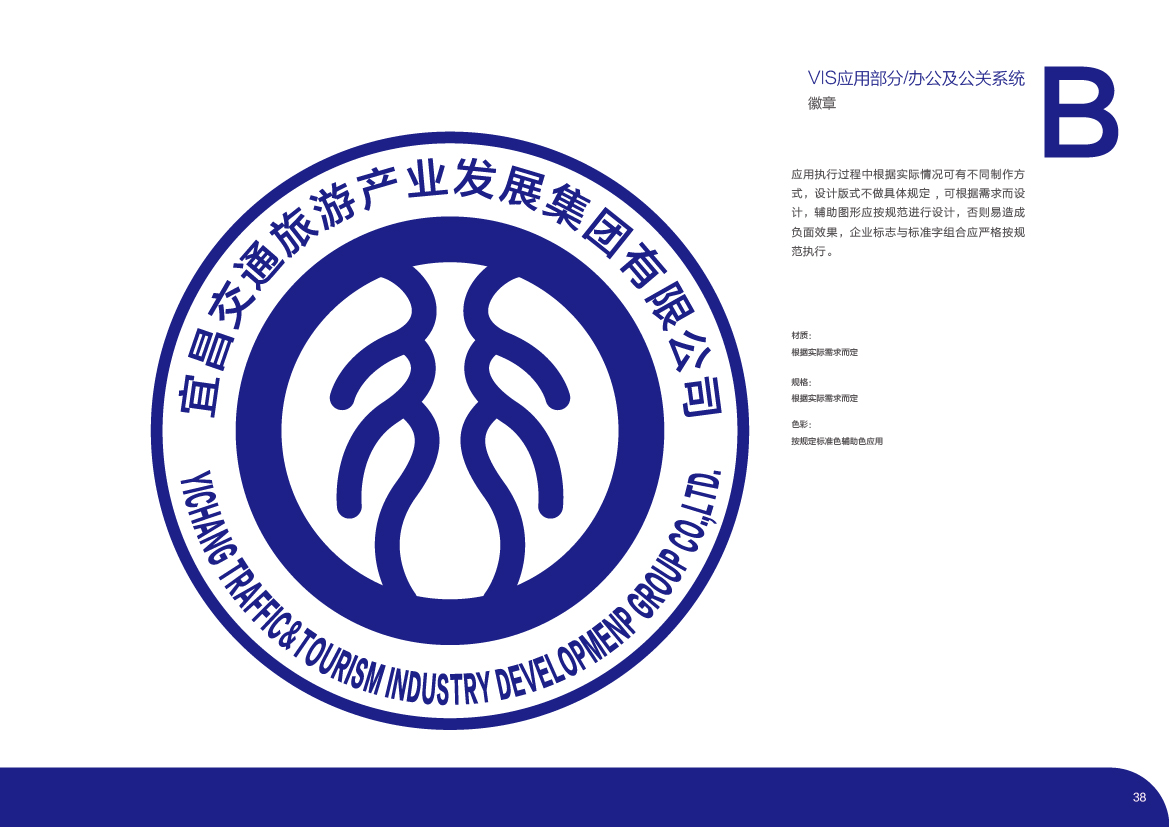 VIS应用部分/办公及公关系统
徽章
B
应用执行过程中根据实际情况可有不同制作方
式，设计版式不做具体规定，可根据需求而设
计，辅助图形应按规范进行设计，否则易造成
负面效果，企业标志与标准字组合应严格按规
范执行。
材质：
根据实际需求而定
规格：
根据实际需求而定
色彩：
按规定标准色辅助色应用
宜昌交通旅游产业发展集团有限公司
YICHANG TRAFFIC&TOURISM INDUSTRY DEVELOPMENP GROUP CO.,LTD.
38